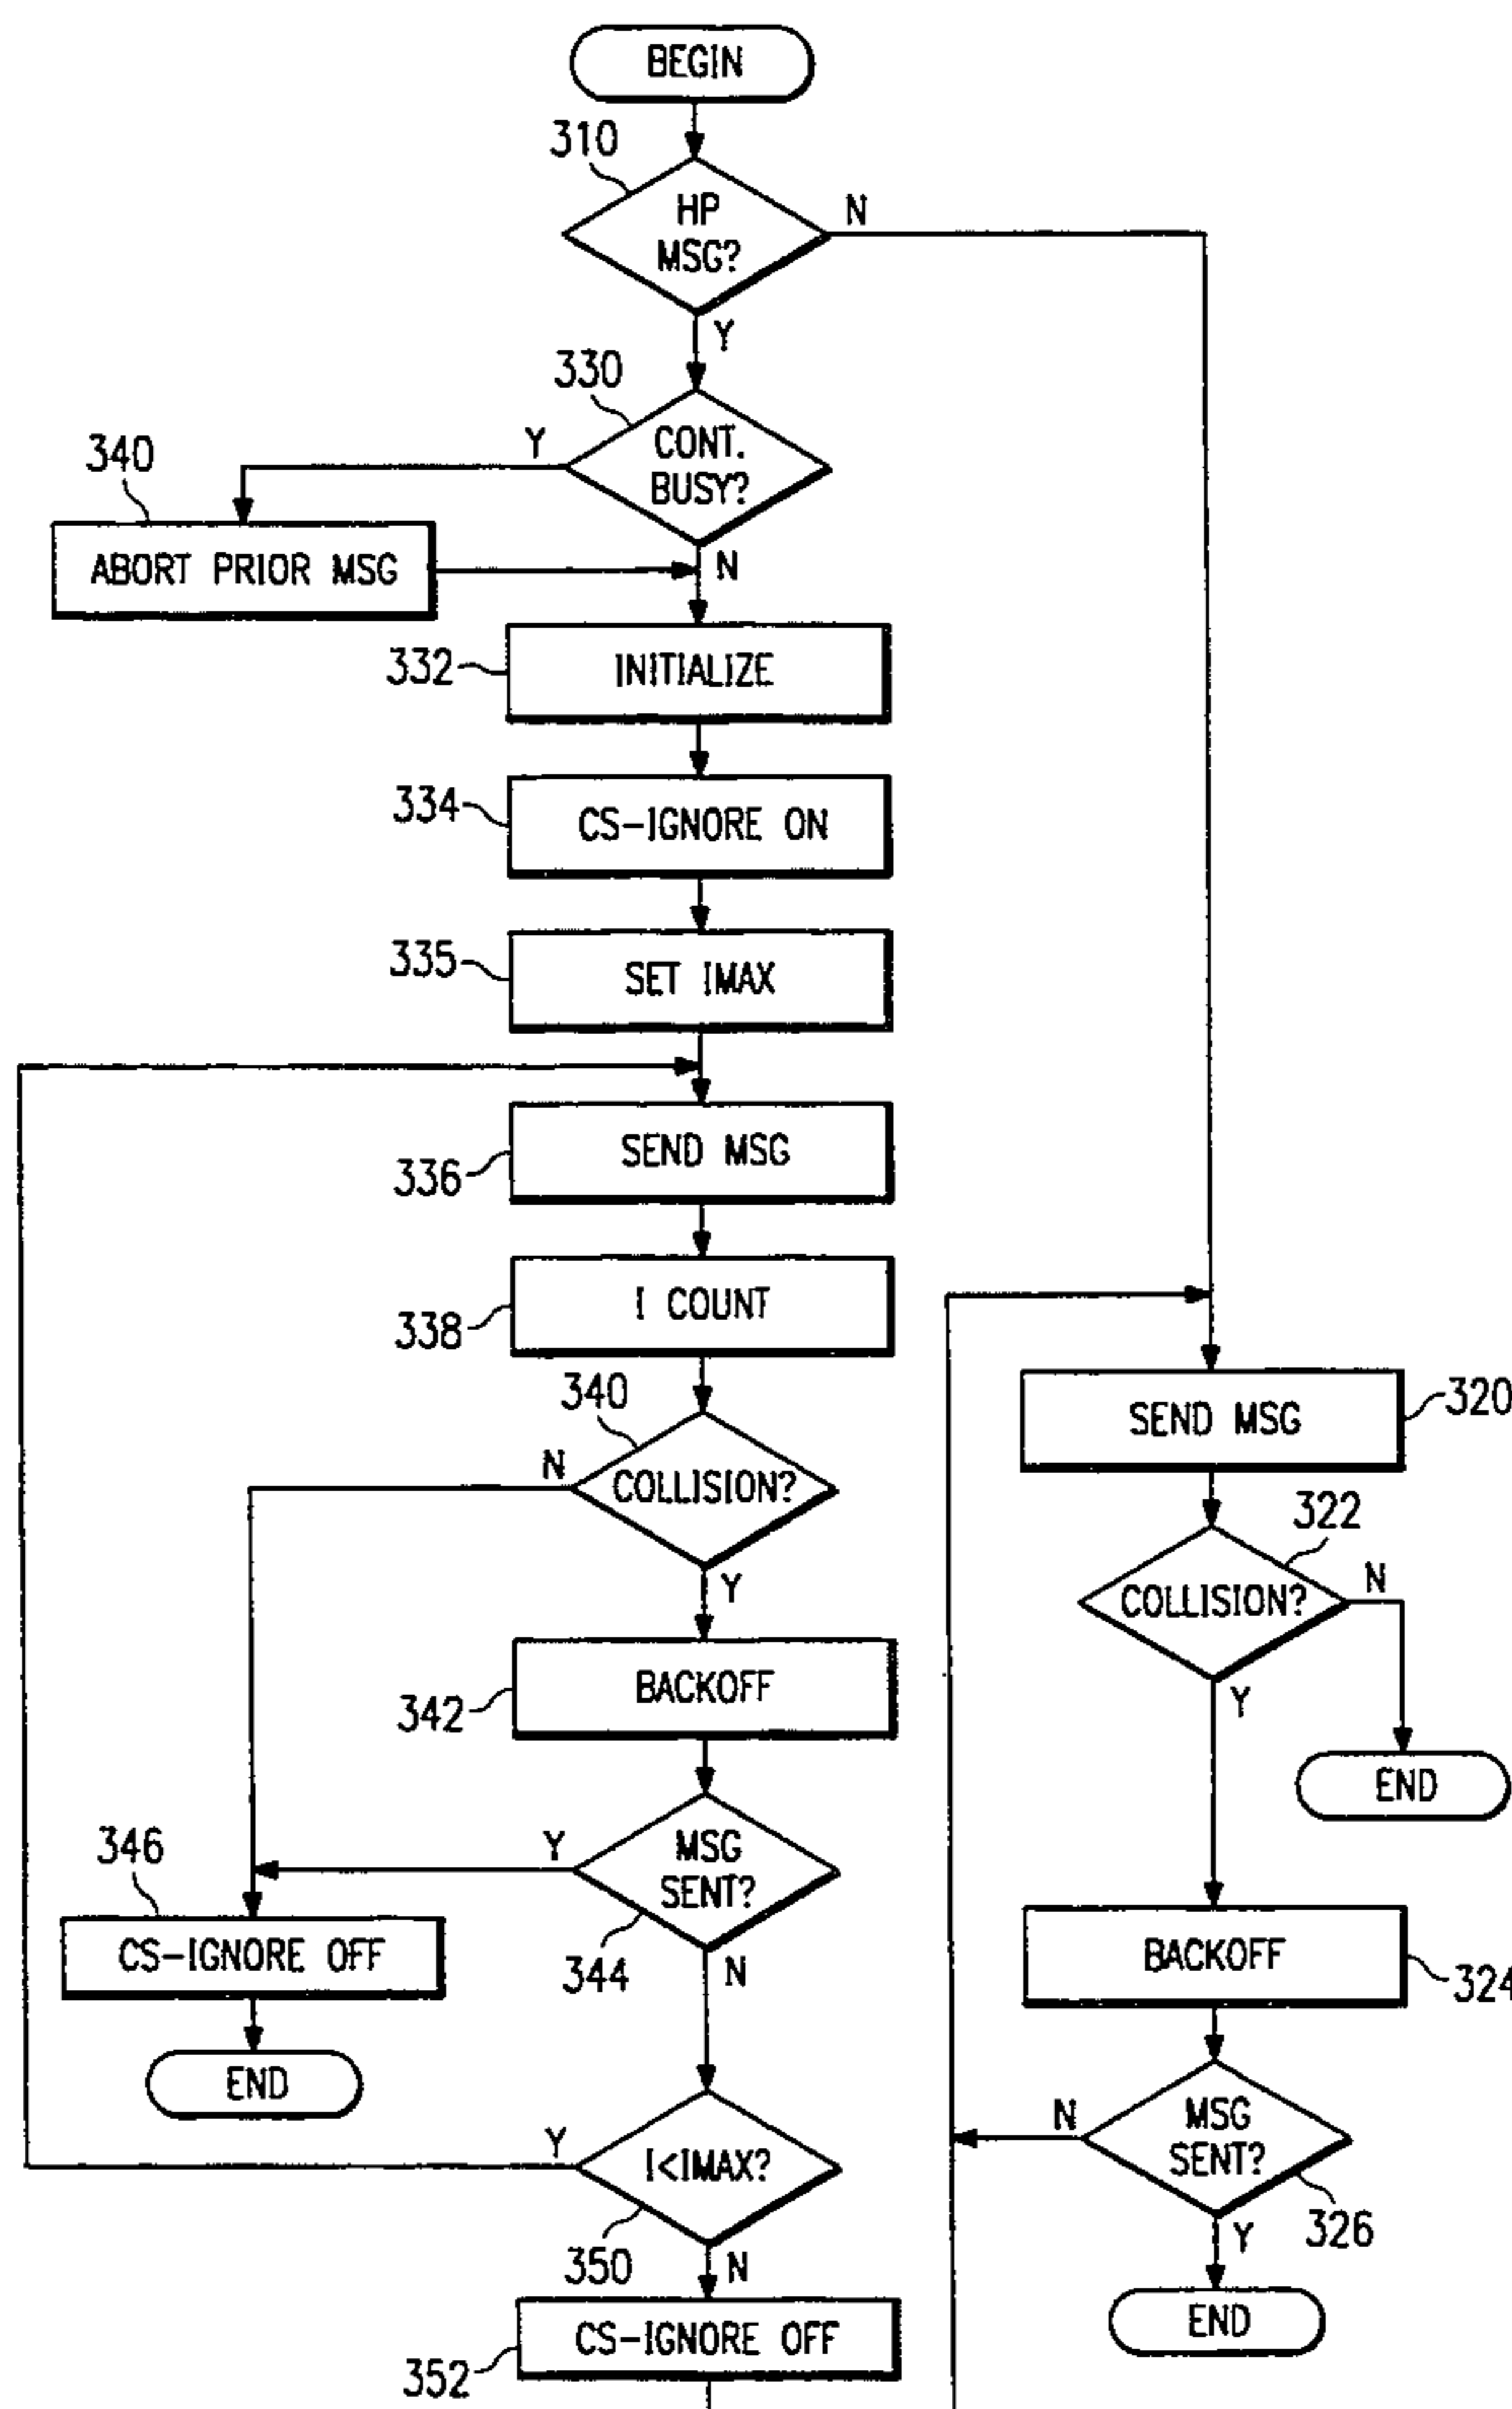 BEGIN
310
HP
MSG?
N
Y
330
CONT.
BUSY?
Y
N
340
ABORT PRIOR MSG
332
INITIALIZE
334
CS-IGNORE ON
335
SET IMAX
336
SEND MSG
338
I COUNT
340
COLLISION?
N
Y
342
BACKOFF
344
MSG
SENT?
Y
N
346
CS-IGNORE OFF
END
350
I<IMAX?
Y
N
352
CS-IGNORE OFF
320
SEND MSG
322
COLLISION?
N
Y
END
324
BACKOFF
326
MSG
SENT?
N
Y
END